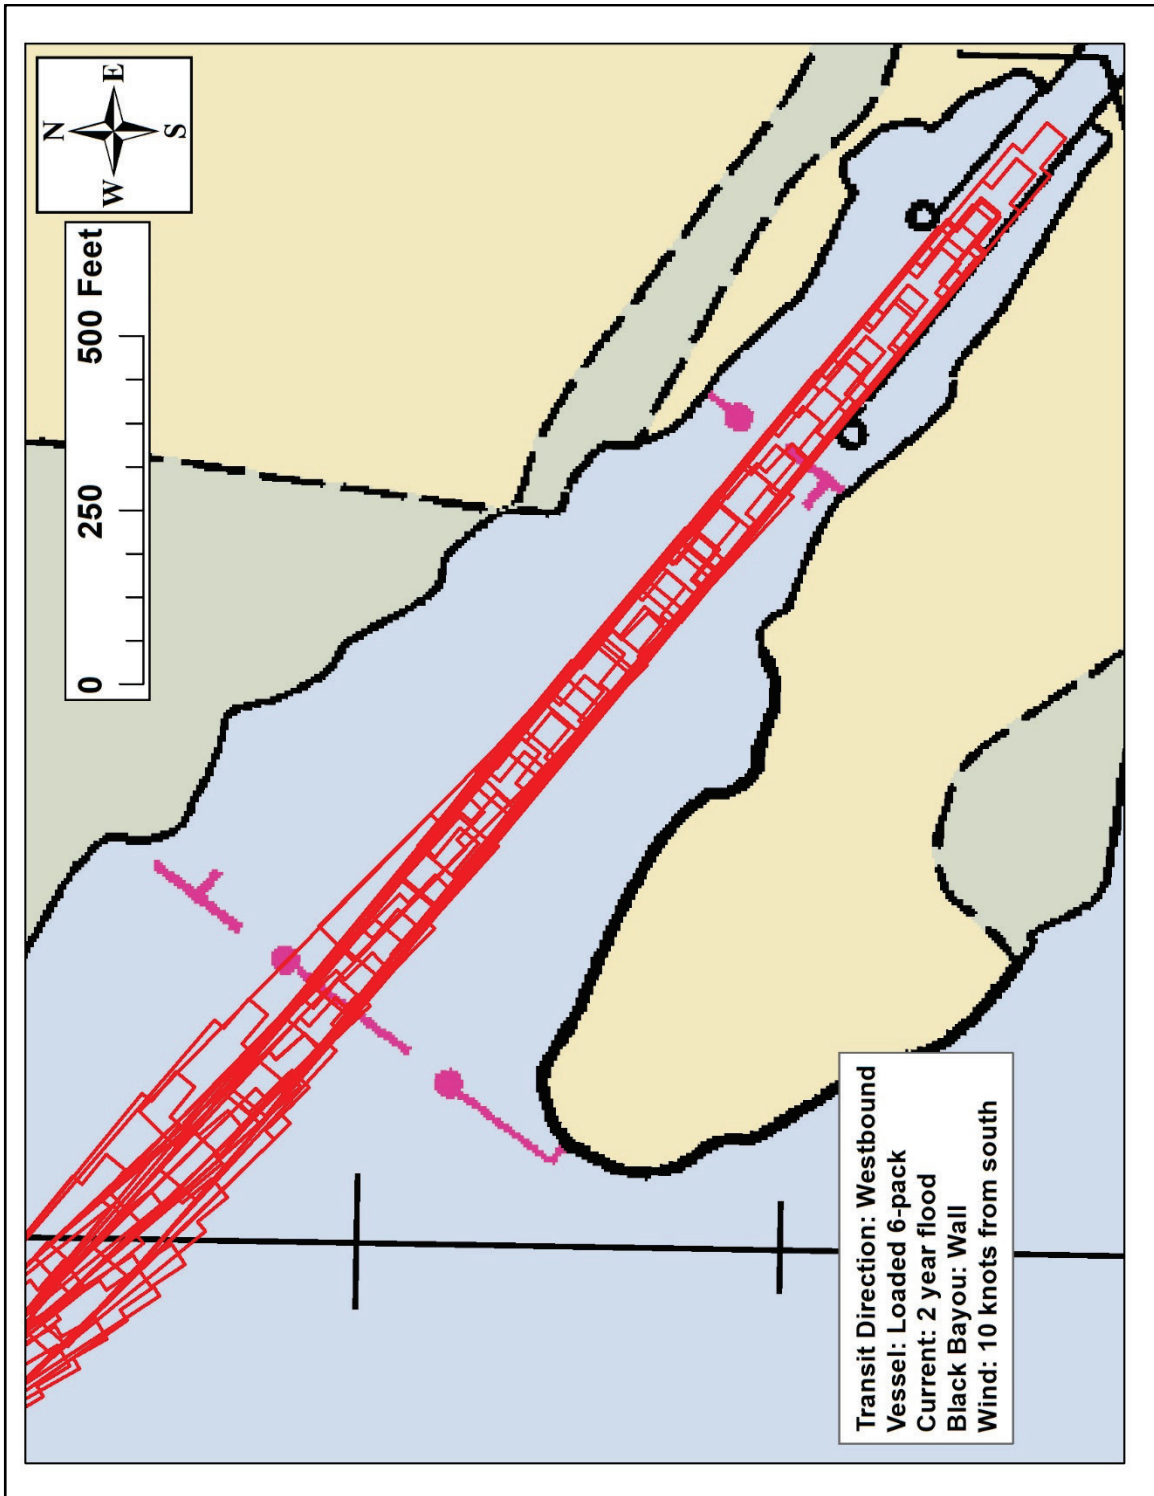 N
W
E
S
0
250
500 Feet
Transit Direction: Westbound
Vessel: Loaded 6-pack
Current: 2 year flood
Black Bayou: Wall
Wind: 10 knots from south